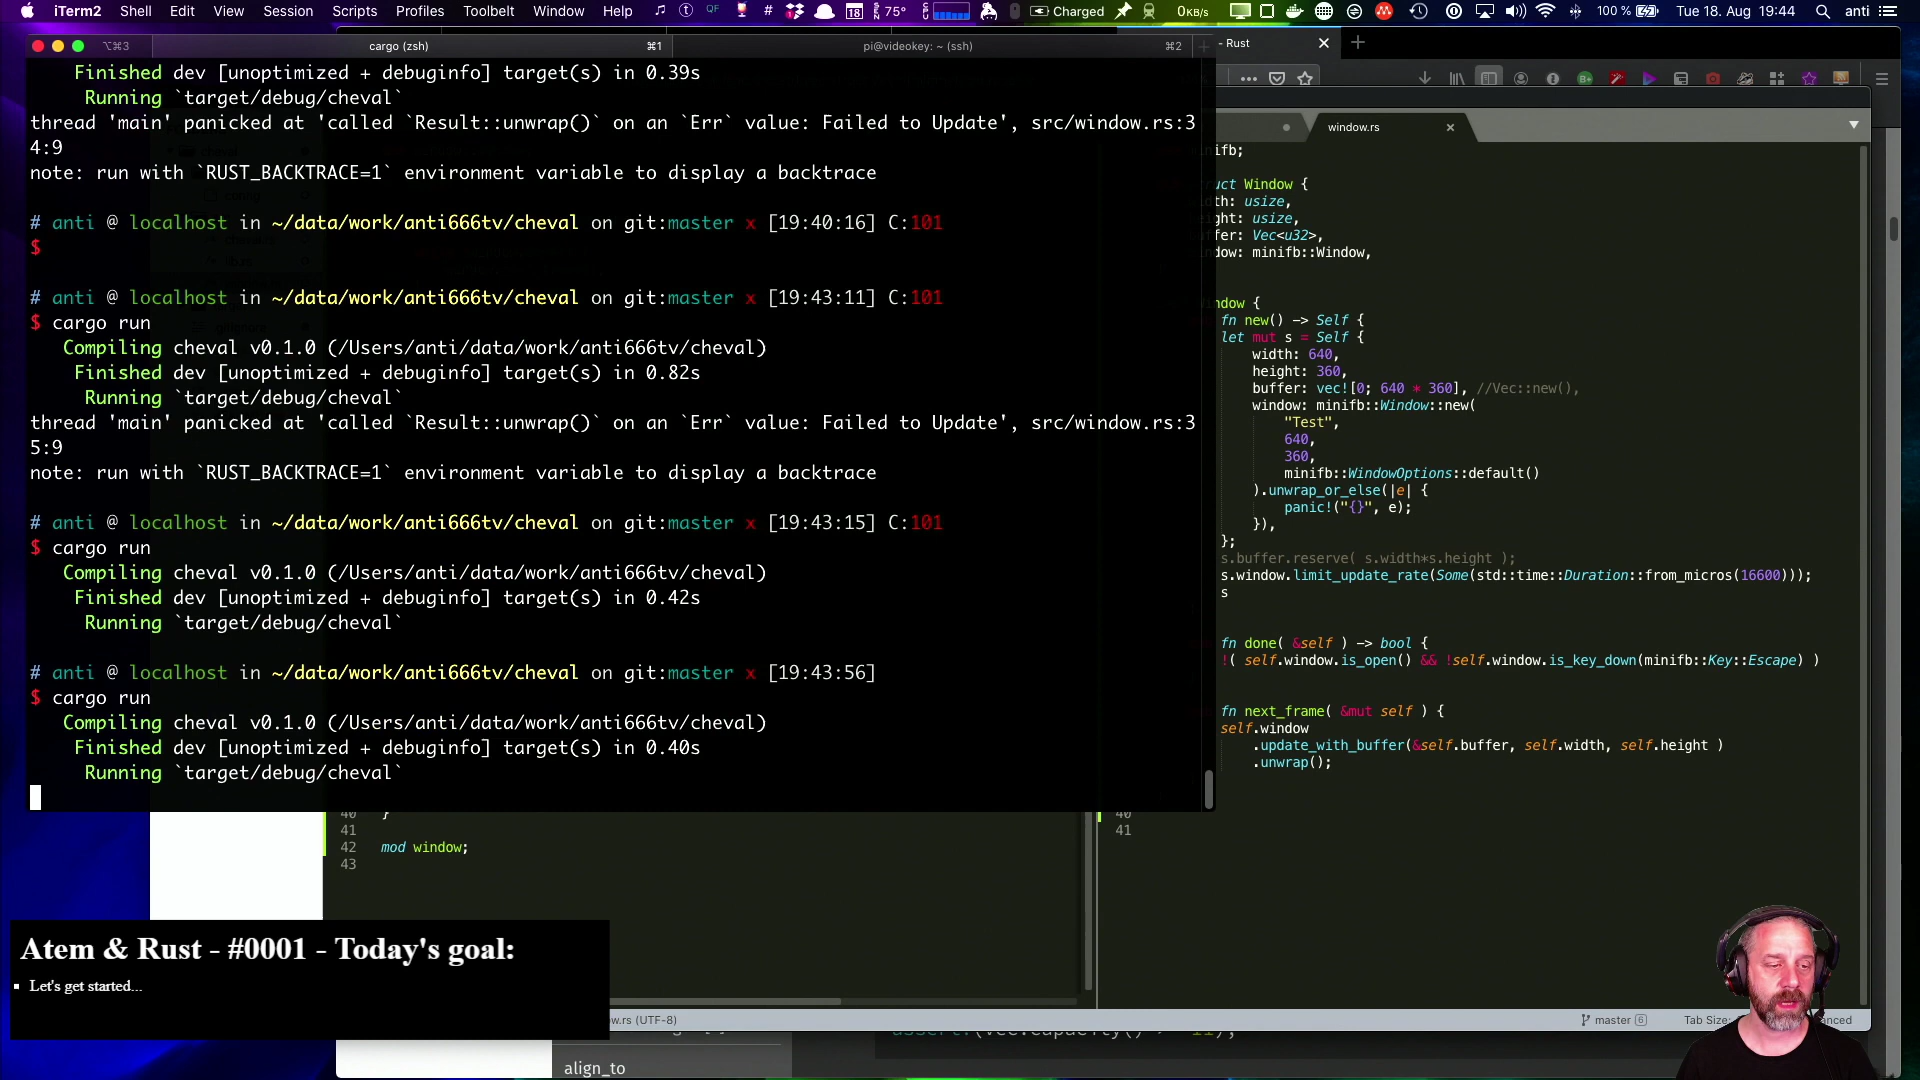 iTerm2 Shell Edit View Session Scripts Profiles Toolbelt Window Help 18 75° Charged 0KB/s 100 % Tue 18. Aug 19:44 anti
⌥⌘3 cargo (zsh) ⌘1 pi@videokey: ~ (ssh) ⌘2
- Rust
Finished dev [unoptimized + debuginfo] target(s) in 0.39s
Running `target/debug/cheval`
thread 'main' panicked at 'called `Result::unwrap()` on an `Err` value: Failed to Update', src/window.rs:3
4:9
note: run with `RUST_BACKTRACE=1` environment variable to display a backtrace
# anti @ localhost in ~/data/work/anti666tv/cheval on git:master x [19:40:16] C:101
$
# anti @ localhost in ~/data/work/anti666tv/cheval on git:master x [19:43:11] C:101
$ cargo run
Compiling cheval v0.1.0 (/Users/anti/data/work/anti666tv/cheval)
Finished dev [unoptimized + debuginfo] target(s) in 0.82s
Running `target/debug/cheval`
thread 'main' panicked at 'called `Result::unwrap()` on an `Err` value: Failed to Update', src/window.rs:3
5:9
note: run with `RUST_BACKTRACE=1` environment variable to display a backtrace
# anti @ localhost in ~/data/work/anti666tv/cheval on git:master x [19:43:15] C:101
$ cargo run
Compiling cheval v0.1.0 (/Users/anti/data/work/anti666tv/cheval)
Finished dev [unoptimized + debuginfo] target(s) in 0.42s
Running `target/debug/cheval`
# anti @ localhost in ~/data/work/anti666tv/cheval on git:master x [19:43:56]
$ cargo run
Compiling cheval v0.1.0 (/Users/anti/data/work/anti666tv/cheval)
Finished dev [unoptimized + debuginfo] target(s) in 0.40s
Running `target/debug/cheval`
window.rs
nifb;
uct Window {
dth: usize,
ight: usize,
ffer: Vec<u32>,
ndow: minifb::Window,
indow {
fn new() -> Self {
let mut s = Self {
width: 640,
height: 360,
buffer: vec![0; 640 * 360], //Vec::new(),
window: minifb::Window::new(
"Test",
640,
360,
minifb::WindowOptions::default()
).unwrap_or_else(|e| {
panic!("{}", e);
}),
};
s.buffer.reserve( s.width*s.height );
s.window.limit_update_rate(Some(std::time::Duration::from_micros(16600)));
s
fn done( &self ) -> bool {
!( self.window.is_open() && !self.window.is_key_down(minifb::Key::Escape) )
fn next_frame( &mut self ) {
self.window
.update_with_buffer(&self.buffer, self.width, self.height )
.unwrap();
40 }
41
42 mod window;
43
40
41
Atem & Rust - #0001 - Today's goal:
Let's get started...
ow.rs (UTF-8)
master 6 Tab Size:
assert!(vec.capacity() > 11);
align_to